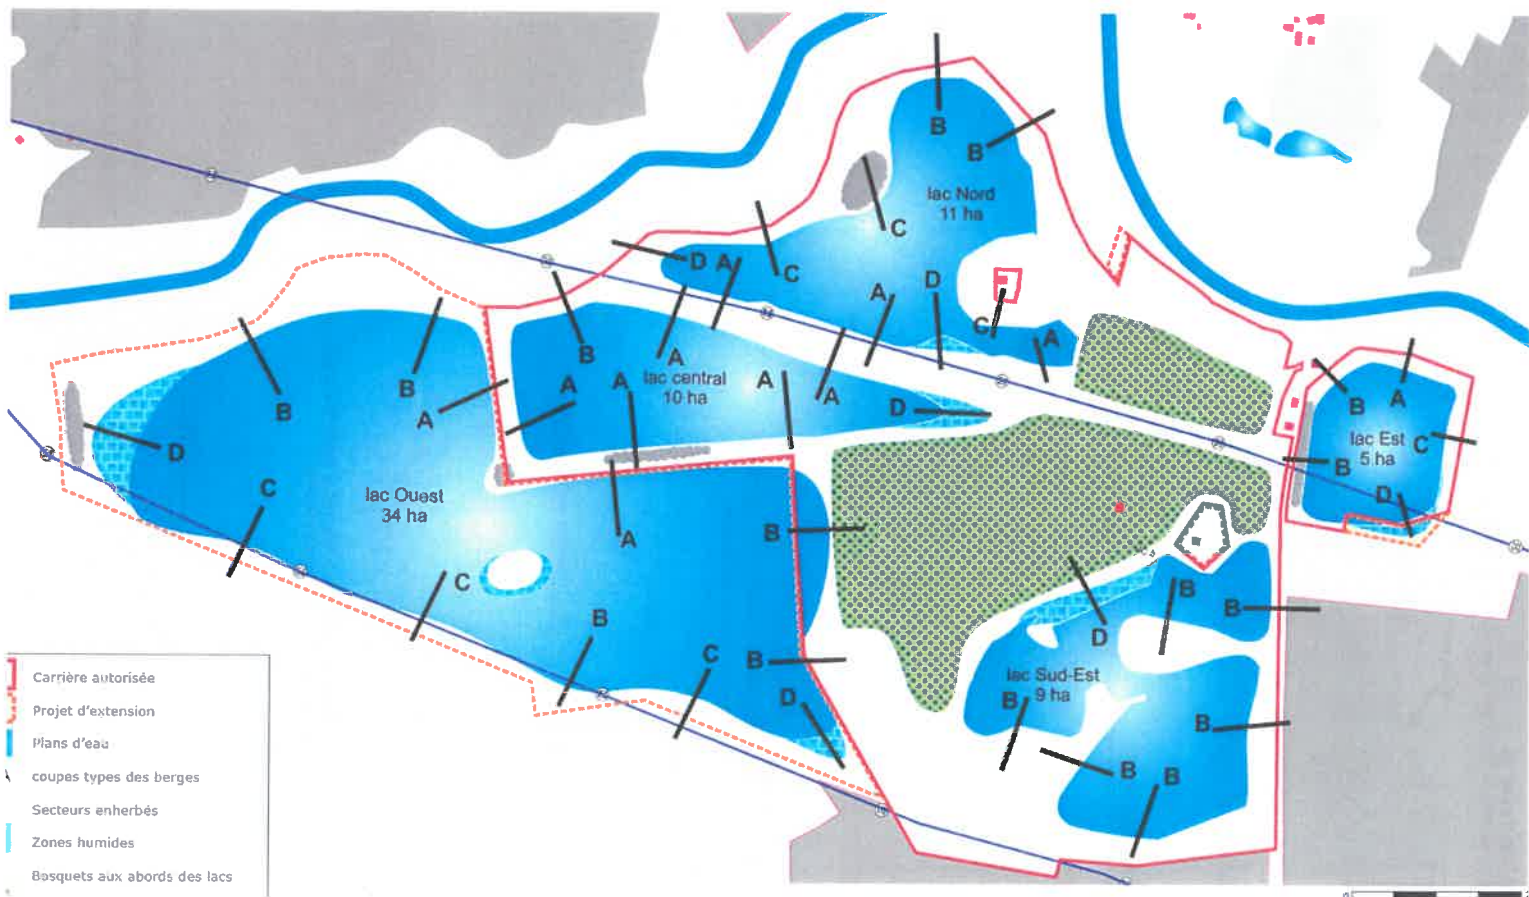 B
B
lac Nord
11 ha
C
D
A
C
D
A
C
A
B
A
lac central
10 ha
A
A
A
A
D
B
B
A
D
C
lac Ouest
34 ha
A
B
C
B
C
B
D
B
A
lac Est
5 ha
C
B
D
B
B
D
lac Sud-Est
9 ha
B
B
B
B
Carrière autorisée
Projet d'extension
Plans d'eau
coupes types des berges
Secteurs enherbés
Zones humides
Bosquets aux abords des lacs